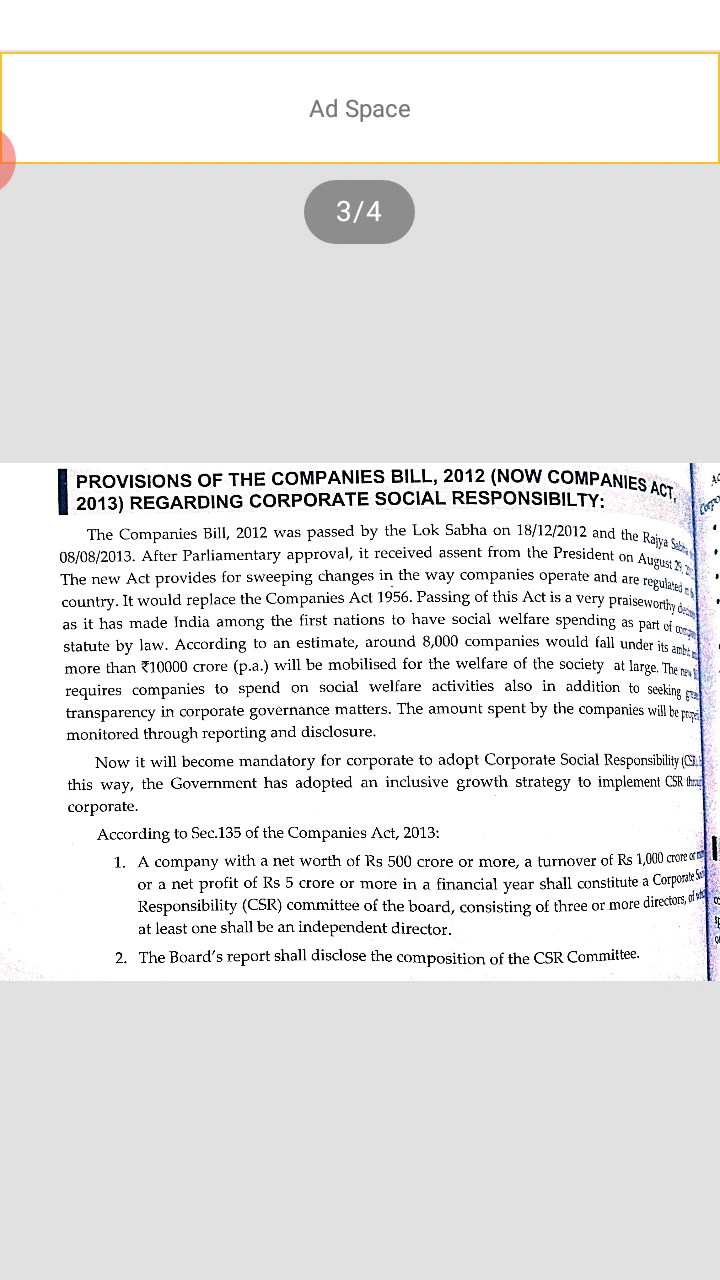 Ad Space
3/4
PROVISIONS OF THE COMPANIES BILL, 2012 (NOW COMPANIES ACT,
2013) REGARDING CORPORATE SOCIAL RESPONSIBILTY:
The Companies Bill, 2012 was passed by the Lok Sabha on 18/12/2012 and the Rajya Sabha
08/08/2013. After Parliamentary approval, it received assent from the President on August 29,
The new Act provides for sweeping changes in the way companies operate and are regulated
country. It would replace the Companies Act 1956. Passing of this Act is a very praiseworthy
as it has made India among the first nations to have social welfare spending as part of
statute by law. According to an estimate, around 8,000 companies would fall under its ambit
more than ₹10000 crore (p.a.) will be mobilised for the welfare of the society at large. The new
requires companies to spend on social welfare activities also in addition to seeking
transparency in corporate governance matters. The amount spent by the companies will be
monitored through reporting and disclosure.
Now it will become mandatory for corporate to adopt Corporate Social Responsibility (CSR).
this way, the Government has adopted an inclusive growth strategy to implement CSR
corporate.
According to Sec.135 of the Companies Act, 2013:
1. A company with a net worth of Rs 500 crore or more, a turnover of Rs 1,000 crore or
or a net profit of Rs 5 crore or more in a financial year shall constitute a Corporate
Responsibility (CSR) committee of the board, consisting of three or more directors, of
at least one shall be an independent director.
2. The Board's report shall disclose the composition of the CSR Committee.